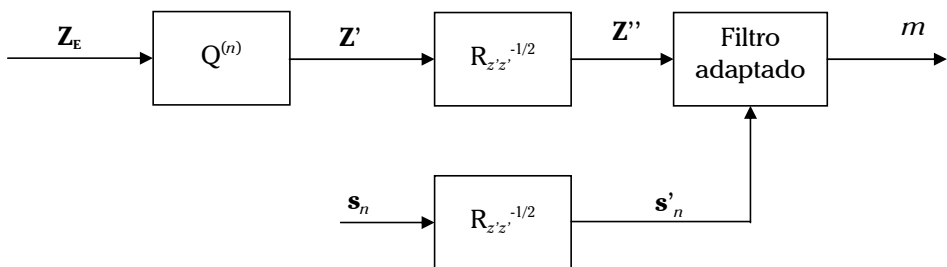 Z_E
Q^(n)
Z'
R_z'z'^-1/2
Z''
Filtro
adaptado
m
s_n
R_z'z'^-1/2
s'_n